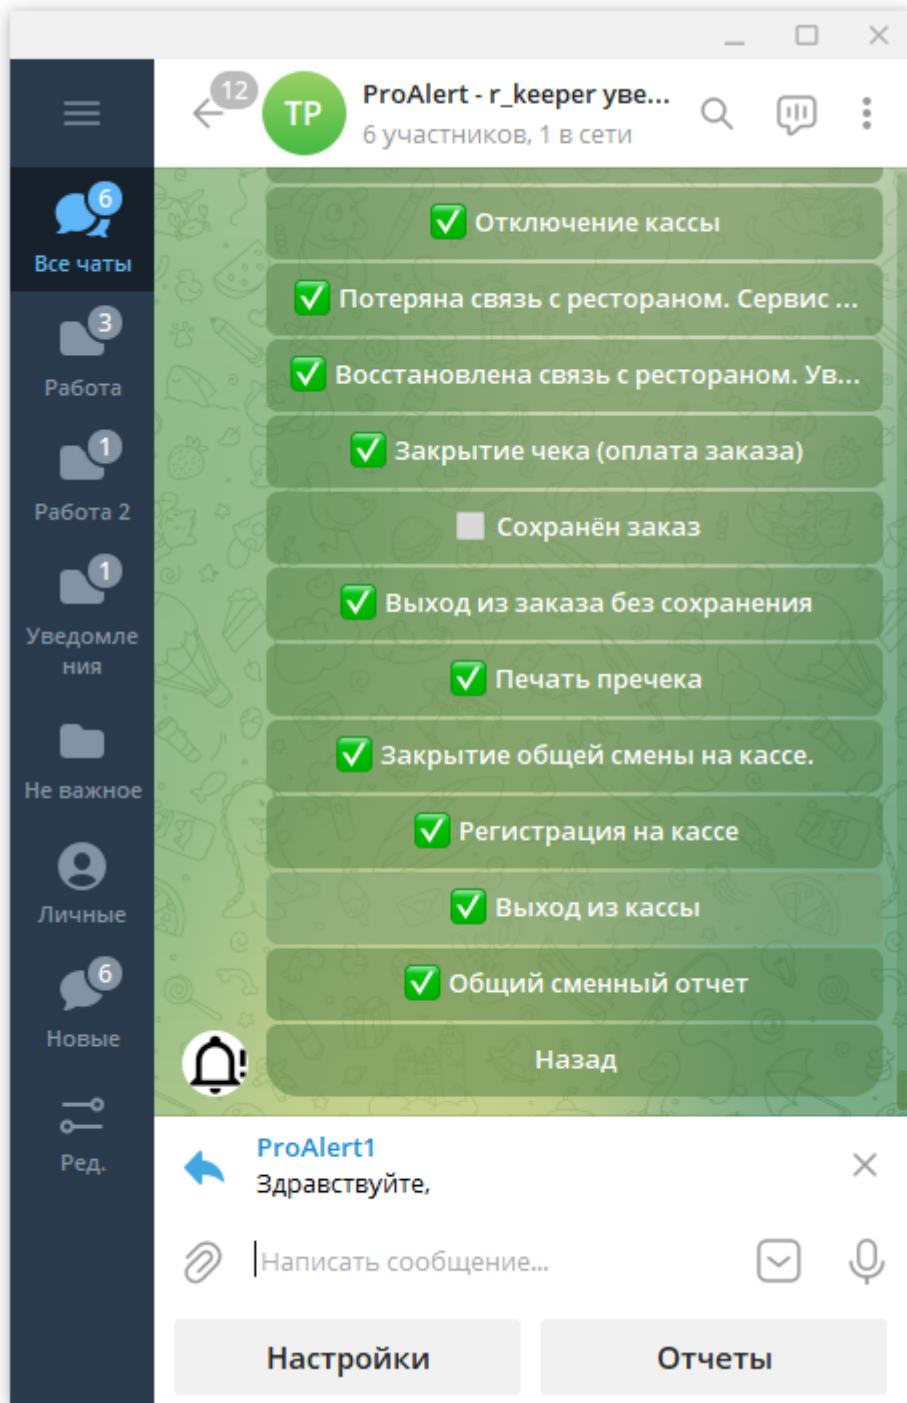 12
TP
ProAlert - r_keeper уве...
6 участников, 1 в сети
6
Все чаты
3
Работа
1
Работа 2
1
Уведомле
ния
Не важное
Личные
6
Новые
Ред.
Отключение кассы
Потеряна связь с рестораном. Сервис ...
Восстановлена связь с рестораном. Ув...
Закрытие чека (оплата заказа)
Сохранён заказ
Выход из заказа без сохранения
Печать пречека
Закрытие общей смены на кассе.
Регистрация на кассе
Выход из кассы
Общий сменный отчет
Назад
ProAlert1
Здравствуйте,
Написать сообщение...
Настройки
Отчеты